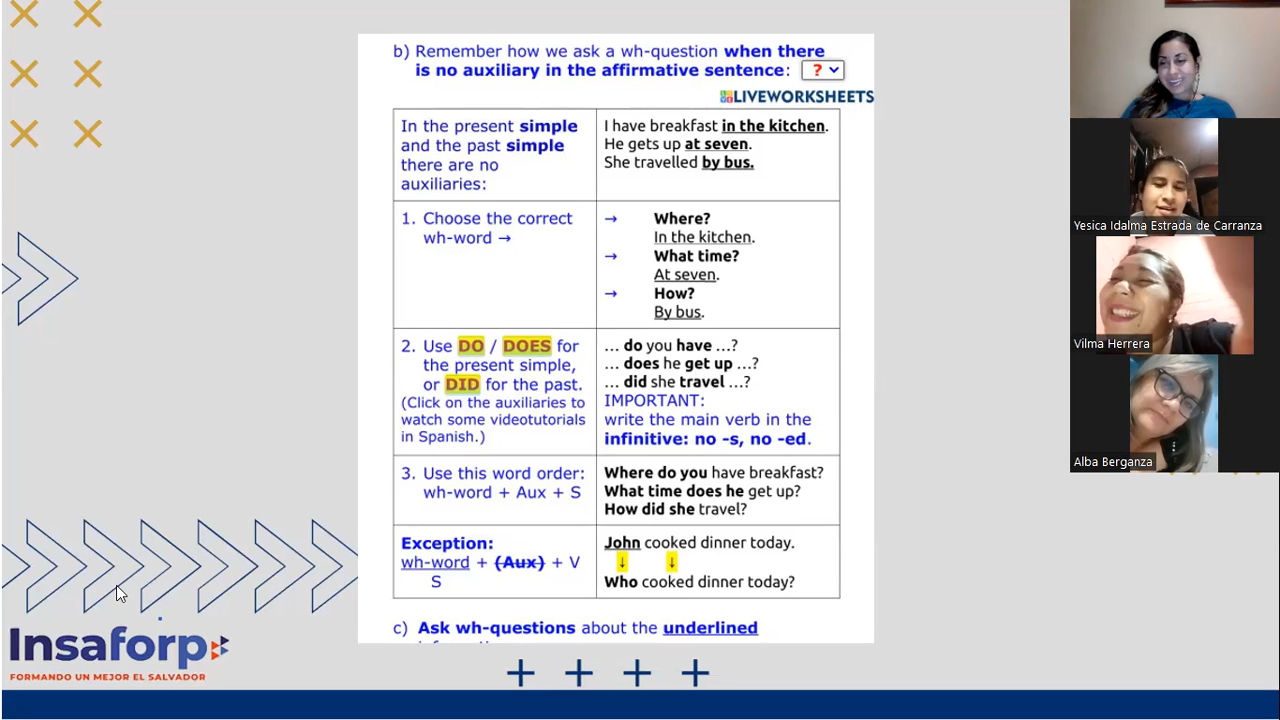 b) Remember how we ask a wh-question when there
is no auxiliary in the affirmative sentence: ?
LIVEWORKSHEETS
In the present simple
and the past simple
there are no
auxiliaries:
I have breakfast in the kitchen.
He gets up at seven.
She travelled by bus.
1. Choose the correct
wh-word →
→ Where?
In the kitchen.
→ What time?
At seven.
→ How?
By bus.
2. Use DO / DOES for
the present simple,
or DID for the past.
(Click on the auxiliaries to
watch some videotutorials
in Spanish.)
... do you have ...?
... does he get up ...?
... did she travel ...?
IMPORTANT:
write the main verb in the
infinitive: no -s, no -ed.
3. Use this word order:
wh-word + Aux + S
Where do you have breakfast?
What time does he get up?
How did she travel?
Exception:
wh-word + (Aux) + V
S
John cooked dinner today.
↓ ↓
Who cooked dinner today?
c) Ask wh-questions about the underlined
Insaforp
FORMANDO UN MEJOR EL SALVADOR
Yesica Idalma Estrada de Carranza
Vilma Herrera
Alba Berganza